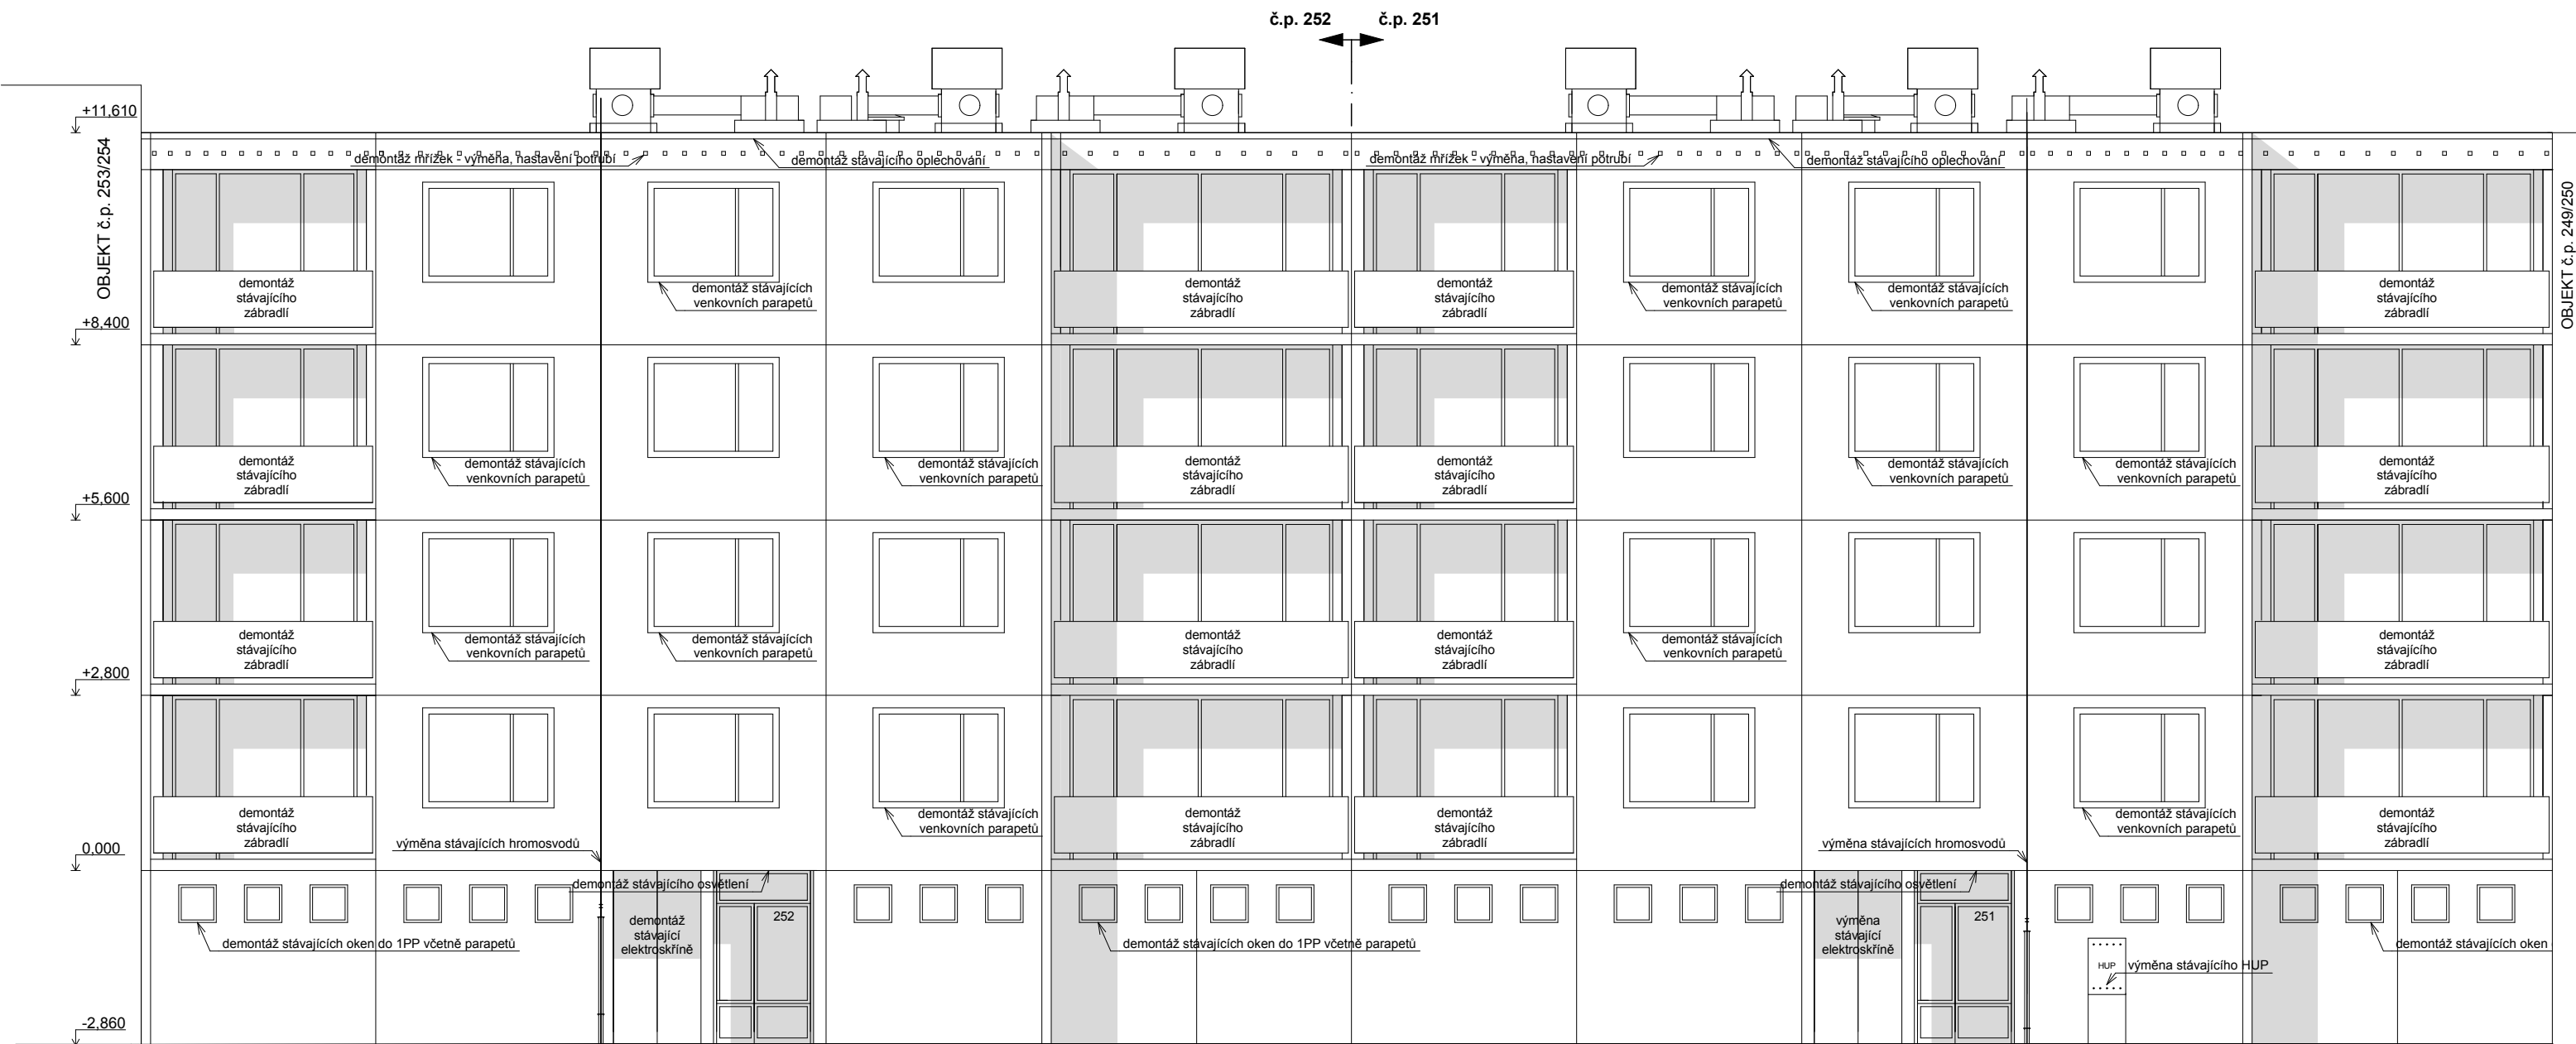 č.p. 252 č.p. 251
+11,610
OBJEKT č.p. 253/254
demontáž mřížek - výměna, nastavení potrubí
demontáž stávajícího oplechování
demontáž mřížek - výměna, nastavení potrubí
demontáž stávajícího oplechování
OBJEKT č.p. 249/250
demontáž
stávajícího
zábradlí
demontáž stávajících
venkovních parapetů
demontáž
stávajícího
zábradlí
demontáž
stávajícího
zábradlí
demontáž stávajících
venkovních parapetů
demontáž stávajících
venkovních parapetů
demontáž
stávajícího
zábradlí
+8,400
demontáž
stávajícího
zábradlí
demontáž stávajících
venkovních parapetů
demontáž stávajících
venkovních parapetů
demontáž
stávajícího
zábradlí
demontáž
stávajícího
zábradlí
demontáž stávajících
venkovních parapetů
demontáž stávajících
venkovních parapetů
demontáž
stávajícího
zábradlí
+5,600
demontáž
stávajícího
zábradlí
demontáž stávajících
venkovních parapetů
demontáž stávajících
venkovních parapetů
demontáž
stávajícího
zábradlí
demontáž
stávajícího
zábradlí
demontáž stávajících
venkovních parapetů
demontáž
stávajícího
zábradlí
+2,800
demontáž
stávajícího
zábradlí
demontáž stávajících
venkovních parapetů
demontáž
stávajícího
zábradlí
demontáž
stávajícího
zábradlí
demontáž stávajících
venkovních parapetů
demontáž
stávajícího
zábradlí
0,000
výměna stávajících hromosvodů
výměna stávajících hromosvodů
demontáž stávajícího osvětlení
demontáž stávajícího osvětlení
demontáž
stávající
elektroskříně
252
výměna
stávající
elektroskříně
251
demontáž stávajících oken do 1PP včetně parapetů
demontáž stávajících oken do 1PP včetně parapetů
demontáž stávajících oken
HUP
výměna stávajícího HUP
-2,860